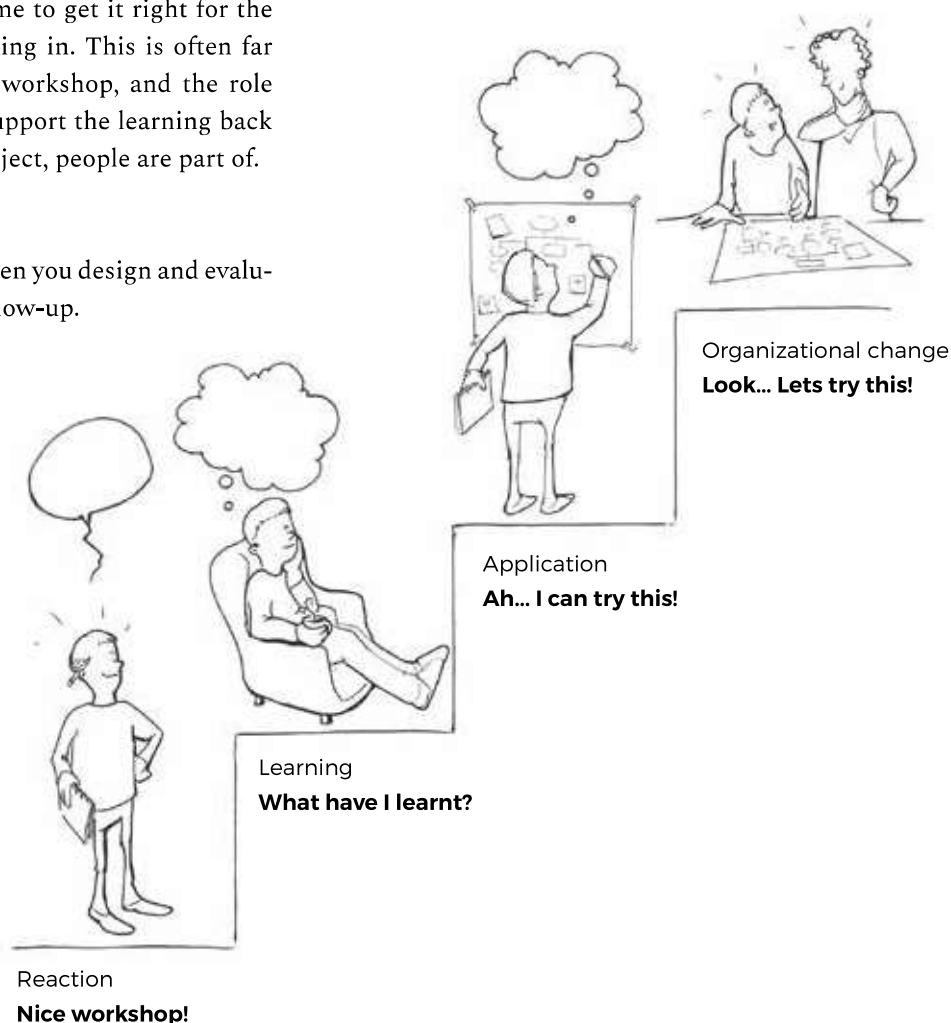 me to get it right for the
ing in. This is often far
workshop, and the role
upport the learning back
ject, people are part of.
en you design and evalu-
low-up.
Organizational change
Look... Lets try this!
Application
Ah... I can try this!
Learning
What have I learnt?
Reaction
Nice workshop!